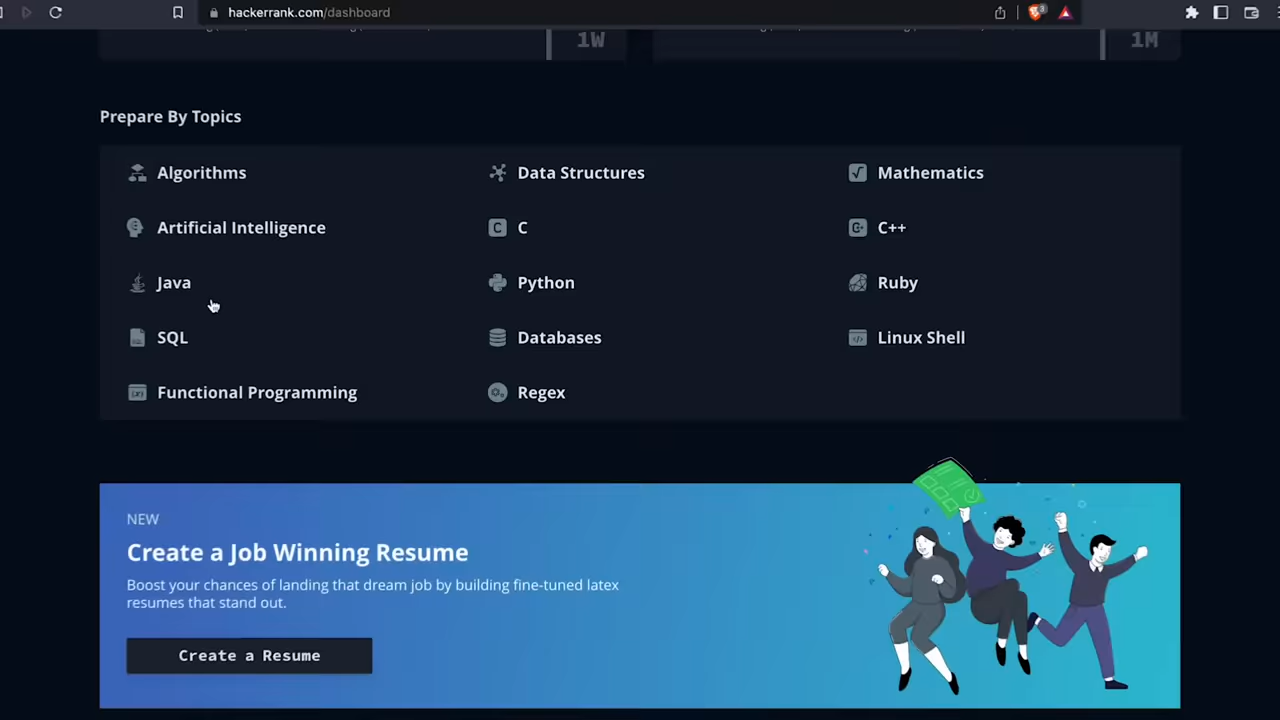 hackerrank.com/dashboard
1W
1M
Prepare By Topics
Algorithms
Data Structures
Mathematics
Artificial Intelligence
C
C++
Java
Python
Ruby
SQL
Databases
Linux Shell
Functional Programming
Regex
NEW
Create a Job Winning Resume
Boost your chances of landing that dream job by building fine-tuned latex
resumes that stand out.
Create a Resume